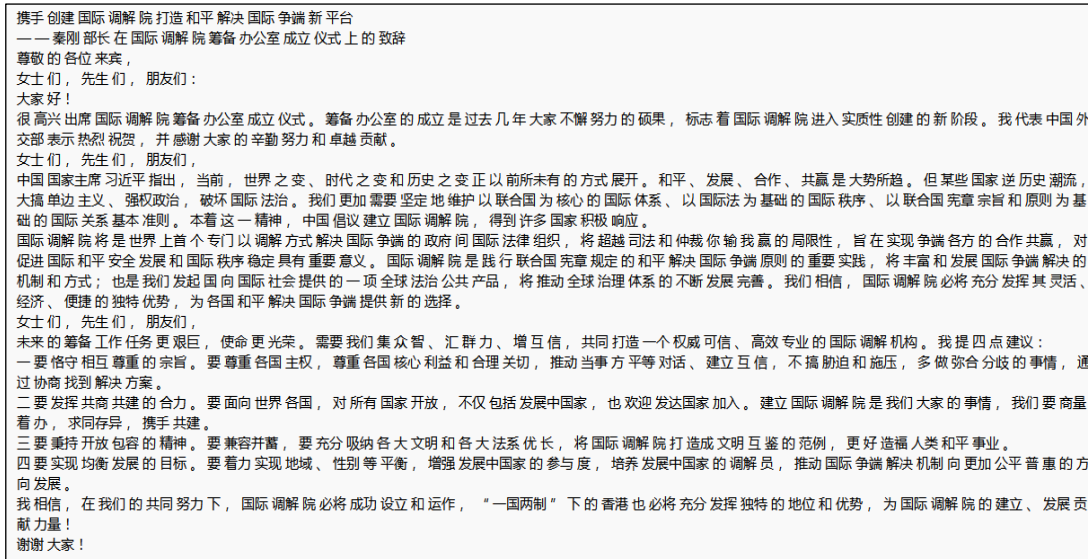 携手创建国际调解院打造和平解决国际争端新平台
——秦刚部长在国际调解院筹备办公室成立仪式上的致辞
尊敬的各位来宾，
女士们，先生们，朋友们：
大家好！
很高兴出席国际调解院筹备办公室成立仪式。筹备办公室的成立是过去几年大家不懈努力的硕果，标志着国际调解院进入实质性创建的新阶段。我代表中国外
交部表示热烈祝贺，并感谢大家的辛勤努力和卓越贡献。
女士们，先生们，朋友们，
中国国家主席习近平指出，当前，世界之变、时代之变和历史之变正以前所未有的方式展开。和平、发展、合作、共赢是大势所趋。但某些国家逆历史潮流，
大搞单边主义、强权政治，破坏国际法治。我们更加需要坚定地维护以联合国为核心的国际体系、以国际法为基础的国际秩序、以联合国宪章宗旨和原则为基
础的国际关系基本准则。本着这一精神，中国倡议建立国际调解院，得到许多国家积极响应。
国际调解院将是世界上首个专门以调解方式解决国际争端的政府间国际法律组织，将超越司法和仲裁你输我赢的局限性，旨在实现争端各方的合作共赢，对
促进国际和平安全发展和国际秩序稳定具有重要意义。国际调解院是践行联合国宪章规定的和平解决国际争端原则的重要实践，将丰富和发展国际争端解决的
机制和方式；也是我们发起国向国际社会提供的一项全球法治公共产品，将推动全球治理体系的不断发展完善。我们相信，国际调解院必将充分发挥其灵活、
经济、便捷的独特优势，为各国和平解决国际争端提供新的选择。
女士们，先生们，朋友们，
未来的筹备工作任务更艰巨，使命更光荣。需要我们集众智、汇群力、增互信，共同打造一个权威可信、高效专业的国际调解机构。我提四点建议：
一要恪守相互尊重的宗旨。要尊重各国主权，尊重各国核心利益和合理关切，推动当事方平等对话、建立互信，不搞胁迫和施压，多做弥合分歧的事情，通
过协商找到解决方案。
二要发挥共商共建的合力。要面向世界各国，对所有国家开放，不仅包括发展中国家，也欢迎发达国家加入。建立国际调解院是我们大家的事情，我们要商量
着办，求同存异，携手共建。
三要秉持开放包容的精神。要兼容并蓄，要充分吸纳各大文明和各大法系优长，将国际调解院打造成文明互鉴的范例，更好造福人类和平事业。
四要实现均衡发展的目标。要着力实现地域、性别等平衡，增强发展中国家的参与度，培养发展中国家的调解员，推动国际争端解决机制向更加公平普惠的方
向发展。
我相信，在我们的共同努力下，国际调解院必将成功设立和运作，“一国两制”下的香港也必将充分发挥独特的地位和优势，为国际调解院的建立、发展贡
献力量！
谢谢大家！